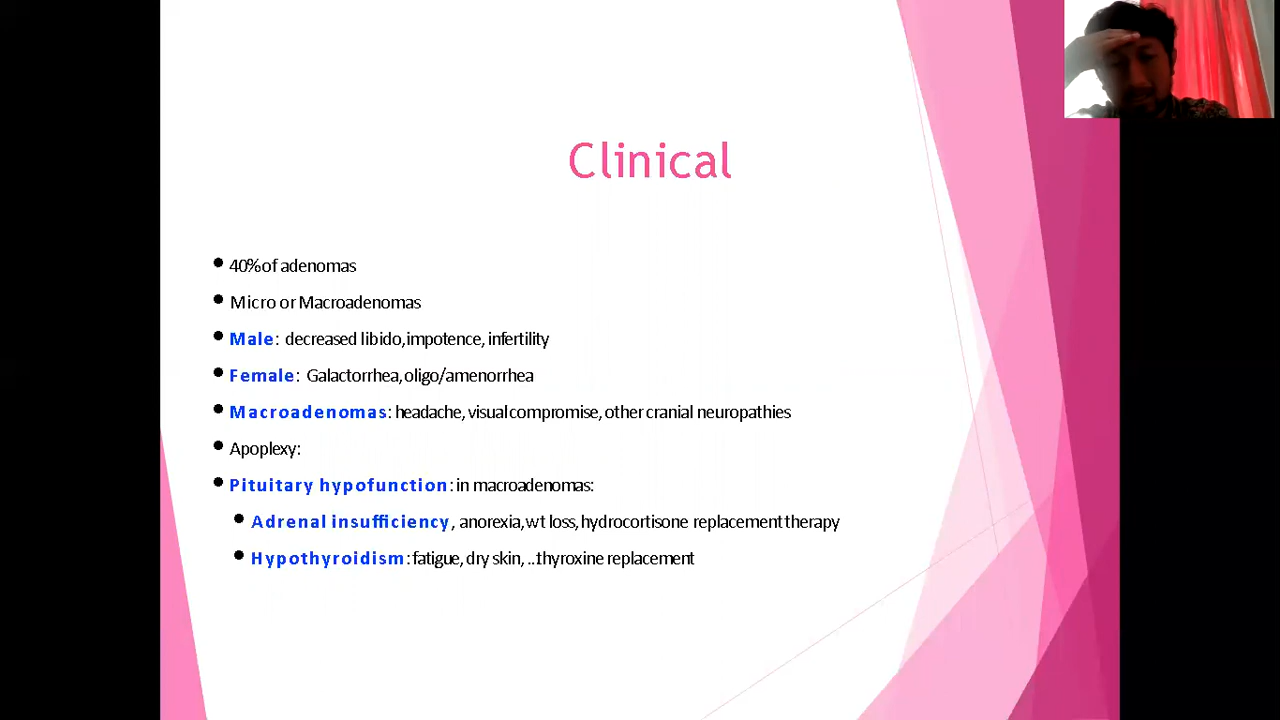 Clinical
40% of adenomas
Micro or Macroadenomas
Male: decreased libido, impotence, infertility
Female: Galactorrhea, oligo/amenorrhea
Macroadenomas: headache, visual compromise, other cranial neuropathies
Apoplexy:
Pituitary hypofunction: in macroadenomas:
Adrenal insufficiency, anorexia, wt loss, hydrocortisone replacement therapy
Hypothyroidism: fatigue, dry skin, ...thyroxine replacement